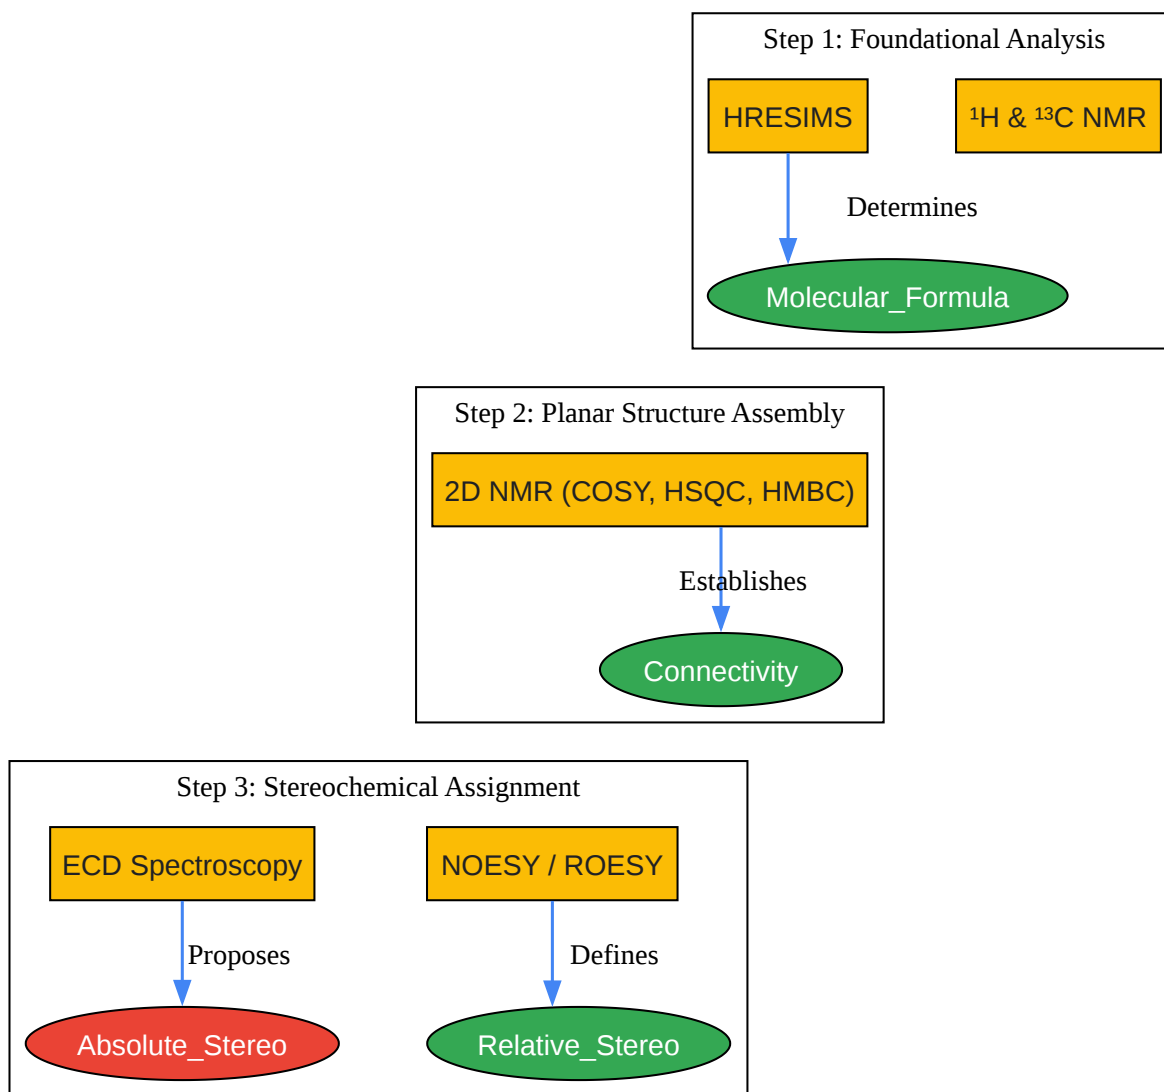 Step 1: Foundational Analysis
HRESIMS
¹H & ¹³C NMR
Determines
Molecular_Formula
Step 2: Planar Structure Assembly
2D NMR (COSY, HSQC, HMBC)
Establishes
Connectivity
Step 3: Stereochemical Assignment
ECD Spectroscopy
NOESY / ROESY
Proposes
Defines
Absolute_Stereo
Relative_Stereo